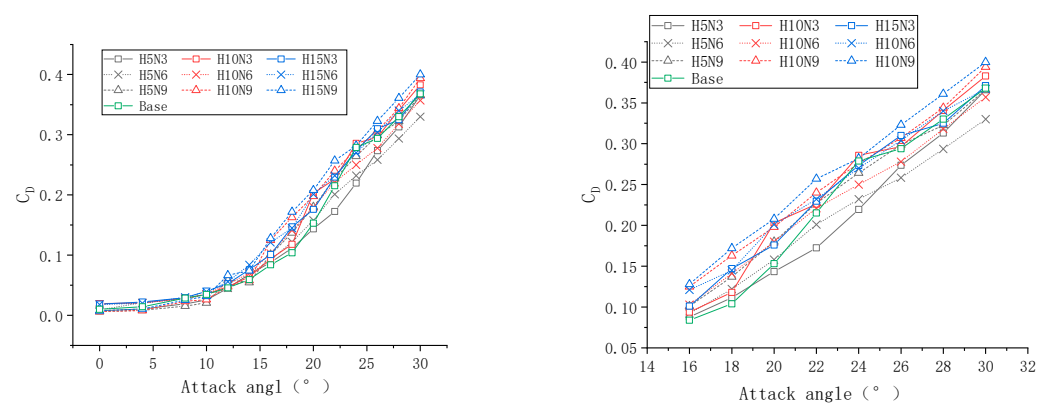 H5N3 H10N3 H15N3
H5N6 H10N6 H15N6
H5N9 H10N9 H15N9
Base
0.4
0.3
0.2
0.1
0.0
C_D
0 5 10 15 20 25 30
Attack angl（° ）
H5N3 H10N3 H15N3
H5N6 H10N6 H10N6
H5N9 H10N9 H10N9
Base
0.40
0.35
0.30
0.25
0.20
0.15
0.10
0.05
C_D
14 16 18 20 22 24 26 28 30 32
Attack angle（° ）